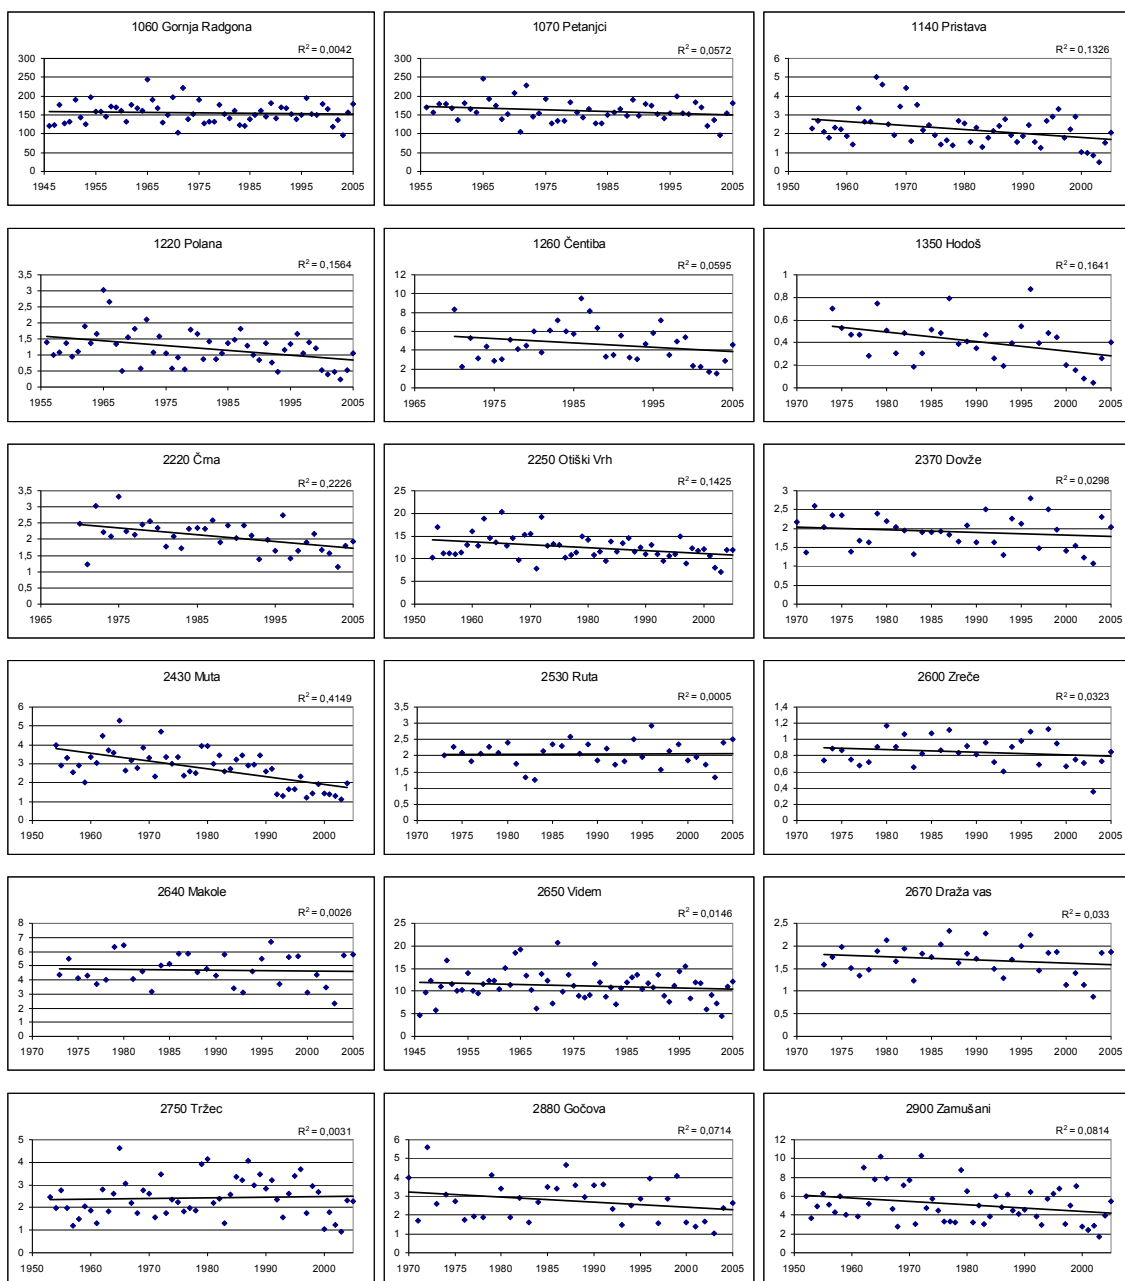 1060 Gornja Radgona
R² = 0,0042
300
250
200
150
100
50
0
1945 1955 1965 1975 1985 1995 2005
1070 Petanjci
R² = 0,0572
300
250
200
150
100
50
0
1955 1965 1975 1985 1995 2005
1140 Pristava
R² = 0,1326
6
5
4
3
2
1
0
1950 1960 1970 1980 1990 2000
1220 Polana
R² = 0,1564
3,5
3
2,5
2
1,5
1
0,5
0
1955 1965 1975 1985 1995 2005
1260 Čentiba
R² = 0,0595
12
10
8
6
4
2
0
1965 1975 1985 1995 2005
1350 Hodoš
R² = 0,1641
1
0,8
0,6
0,4
0,2
0
1970 1975 1980 1985 1990 1995 2000 2005
2220 Črna
R² = 0,2226
3,5
3
2,5
2
1,5
1
0,5
0
1965 1975 1985 1995 2005
2250 Otiški Vrh
R² = 0,1425
25
20
15
10
5
0
1950 1960 1970 1980 1990 2000
2370 Dovže
R² = 0,0298
3
2,5
2
1,5
1
0,5
0
1970 1975 1980 1985 1990 1995 2000 2005
2430 Muta
R² = 0,4149
6
5
4
3
2
1
0
1950 1960 1970 1980 1990 2000
2530 Ruta
R² = 0,0005
3,5
3
2,5
2
1,5
1
0,5
0
1970 1975 1980 1985 1990 1995 2000 2005
2600 Zreče
R² = 0,0323
1,4
1,2
1
0,8
0,6
0,4
0,2
0
1970 1975 1980 1985 1990 1995 2000 2005
2640 Makole
R² = 0,0026
8
7
6
5
4
3
2
1
0
1970 1975 1980 1985 1990 1995 2000 2005
2650 Videm
R² = 0,0146
25
20
15
10
5
0
1945 1955 1965 1975 1985 1995 2005
2670 Draža vas
R² = 0,033
2,5
2
1,5
1
0,5
0
1970 1975 1980 1985 1990 1995 2000 2005
2750 Tržec
R² = 0,0031
5
4
3
2
1
0
1950 1960 1970 1980 1990 2000
2880 Gočova
R² = 0,0714
6
5
4
3
2
1
0
1970 1975 1980 1985 1990 1995 2000 2005
2900 Zamušani
R² = 0,0814
12
10
8
6
4
2
0
1950 1960 1970 1980 1990 2000